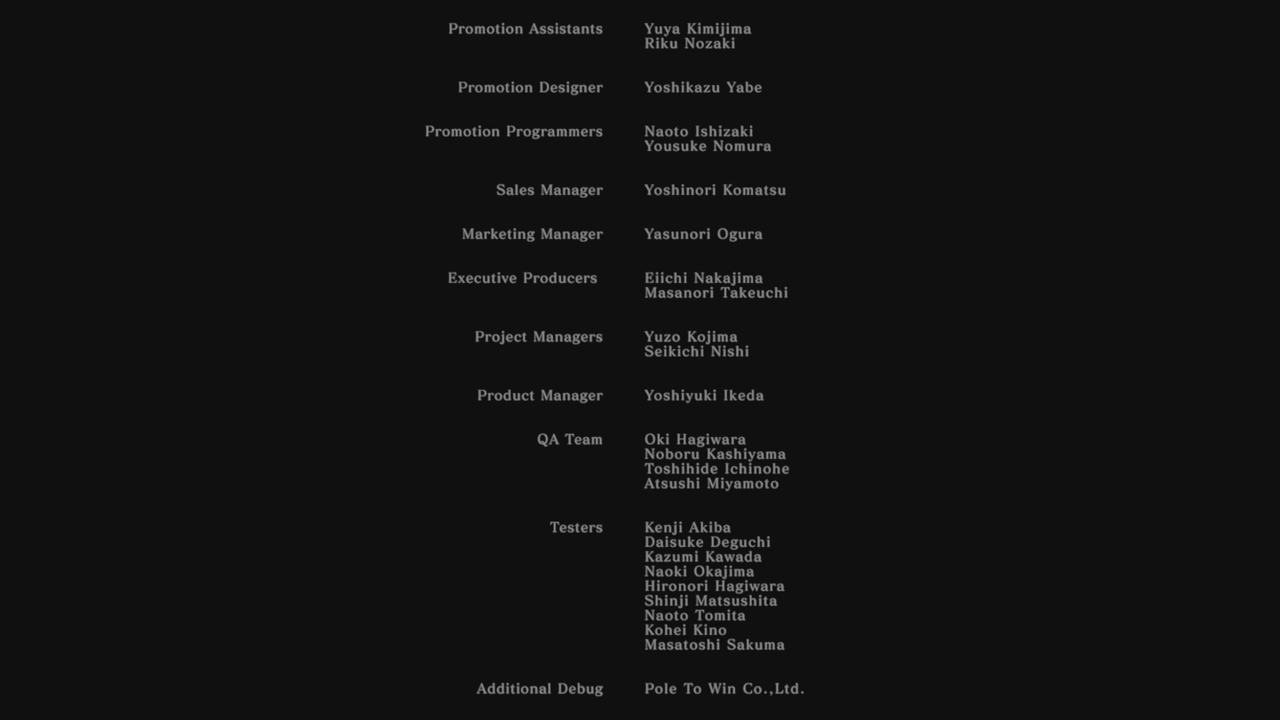 Promotion Assistants Yuya Kimijima
Riku Nozaki
Promotion Designer Yoshikazu Yabe
Promotion Programmers Naoto Ishizaki
Yousuke Nomura
Sales Manager Yoshinori Komatsu
Marketing Manager Yasunori Ogura
Executive Producers Eiichi Nakajima
Masanori Takeuchi
Project Managers Yuzo Kojima
Seikichi Nishi
Product Manager Yoshiyuki Ikeda
QA Team Oki Hagiwara
Noboru Kashiyama
Toshihide Ichinohe
Atsushi Miyamoto
Testers Kenji Akiba
Daisuke Deguchi
Kazumi Kawada
Naoki Okajima
Hironori Hagiwara
Shinji Matsushita
Naoto Tomita
Kohei Kino
Masatoshi Sakuma
Additional Debug Pole To Win Co.,Ltd.